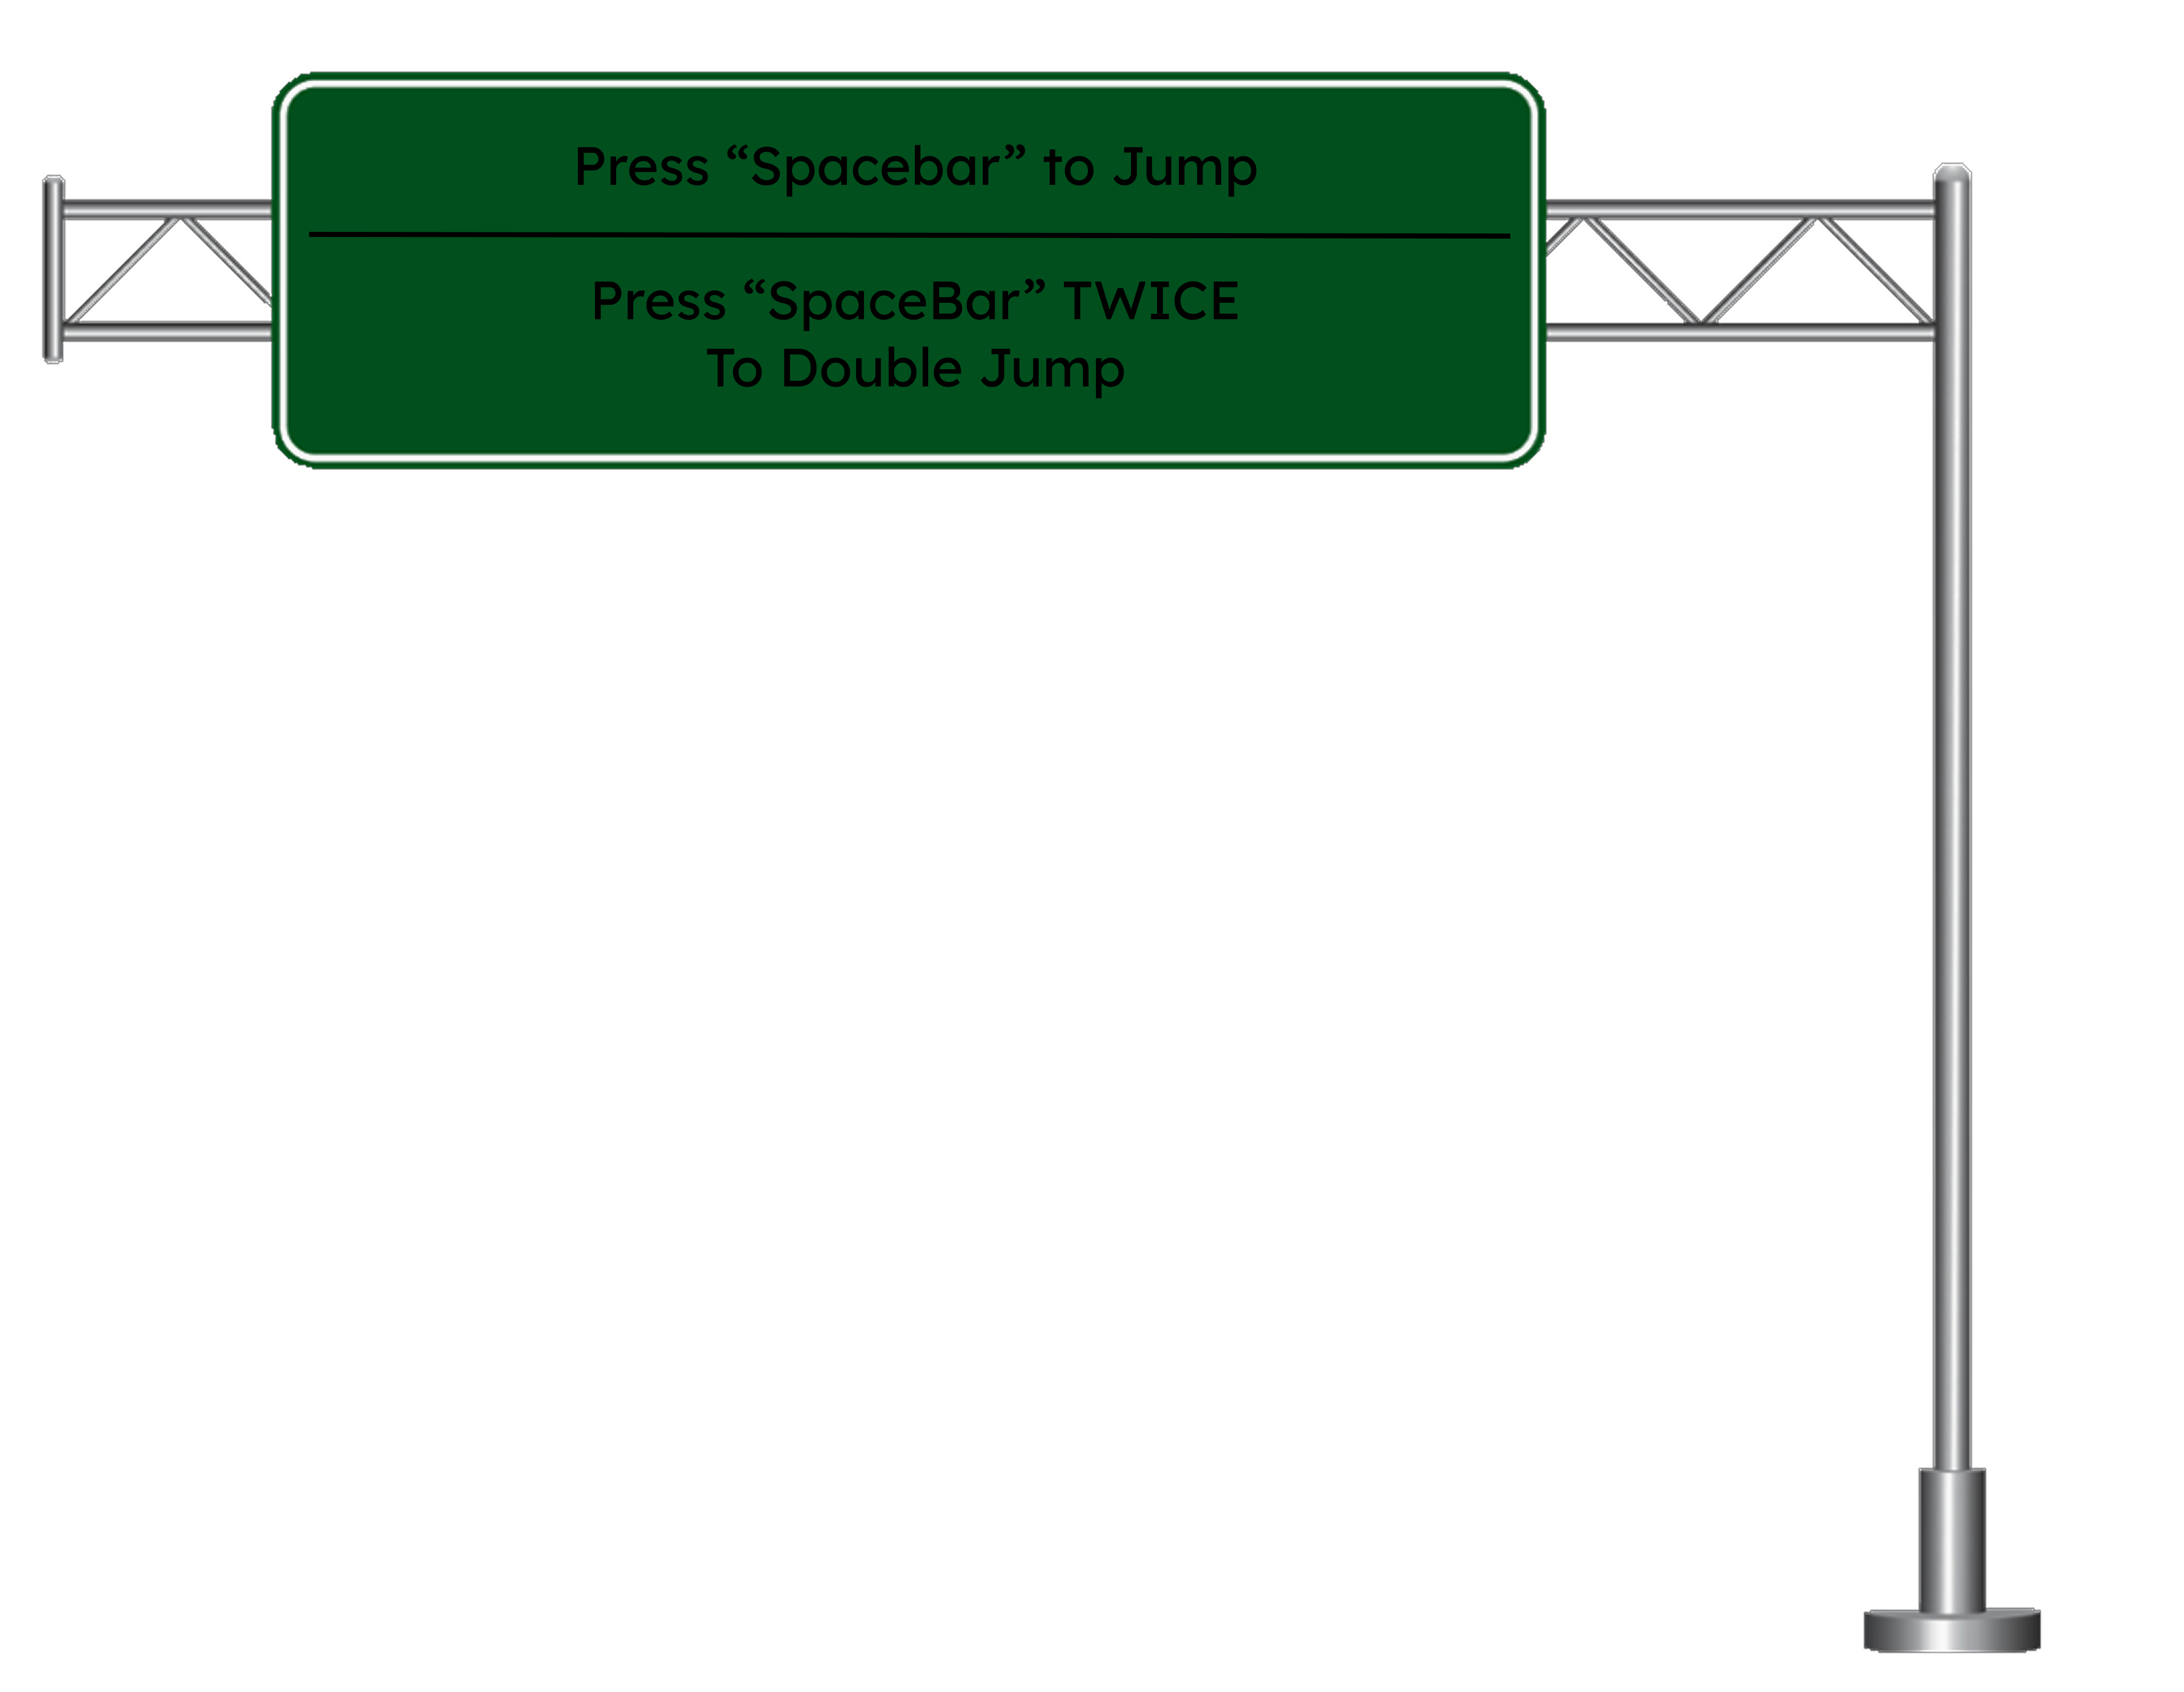 Press “Spacebar” to Jump
Press “SpaceBar” TWICE
To Double Jump